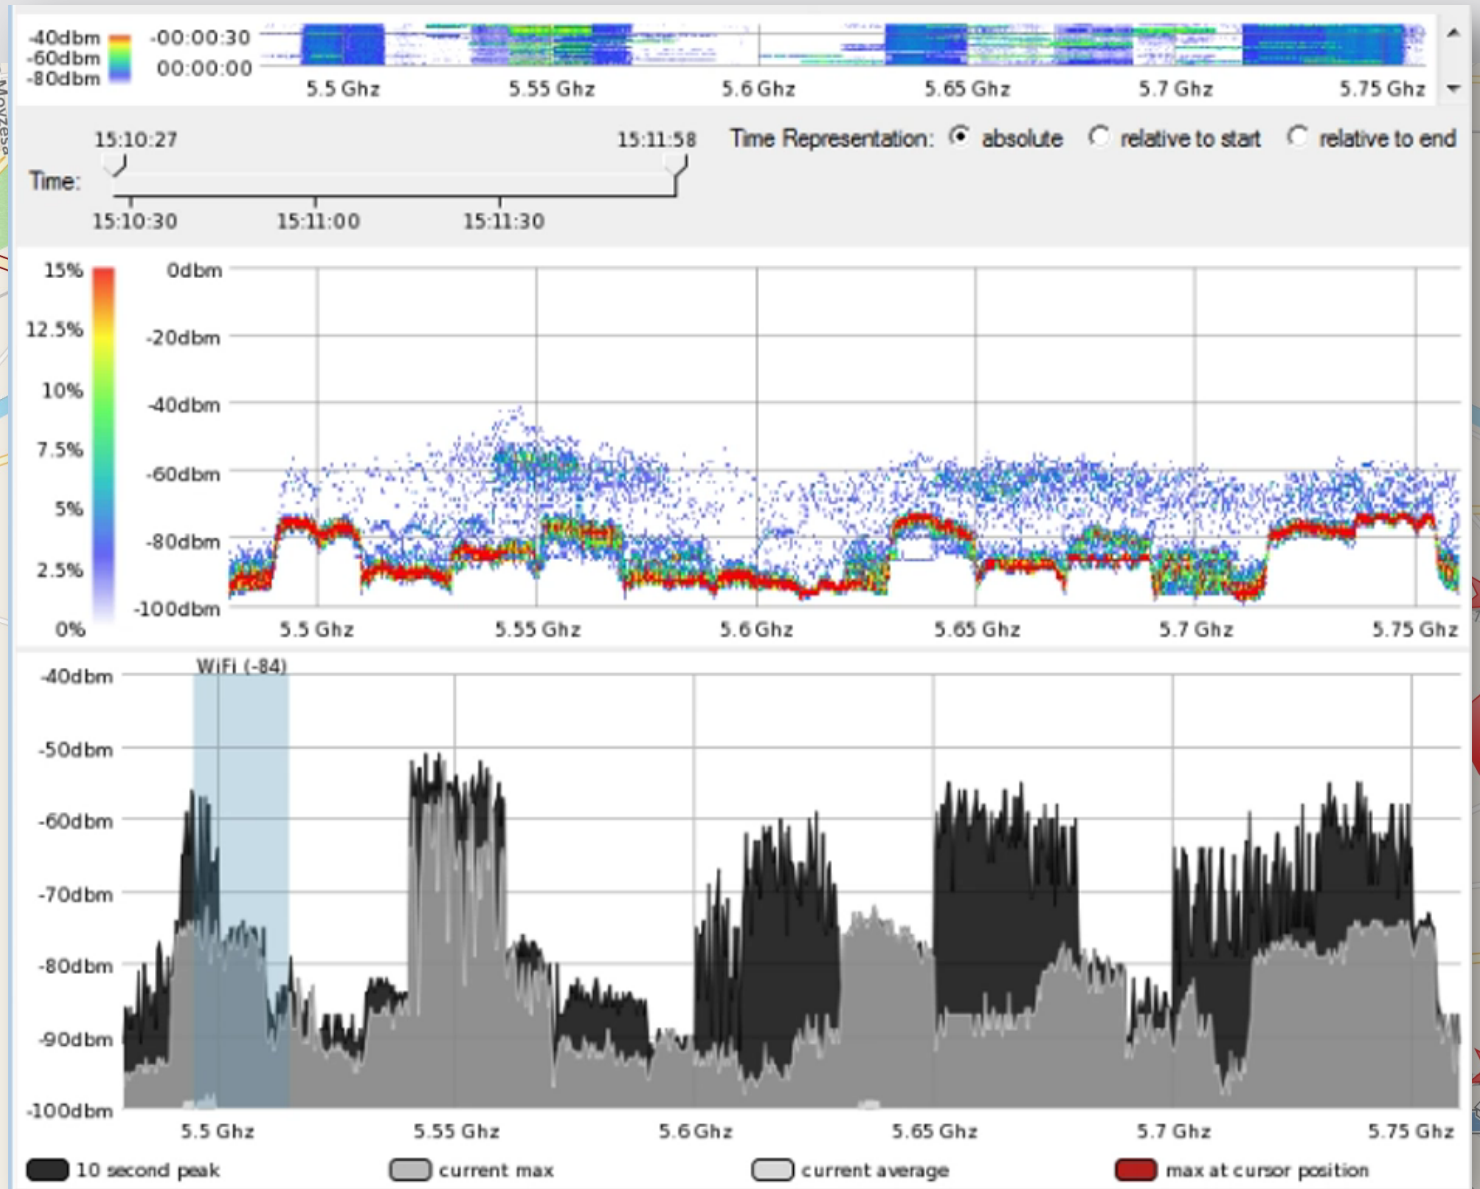 -40dbm
-60dbm
-80dbm
-00:00:30
00:00:00
5.5 Ghz 5.55 Ghz 5.6 Ghz 5.65 Ghz 5.7 Ghz 5.75 Ghz
15:10:27 15:11:58
Time Representation: absolute relative to start relative to end
Time:
15:10:30 15:11:00 15:11:30
15%
12.5%
10%
7.5%
5%
2.5%
0%
0dbm
-20dbm
-40dbm
-60dbm
-80dbm
-100dbm
5.5 Ghz 5.55 Ghz 5.6 Ghz 5.65 Ghz 5.7 Ghz 5.75 Ghz
WiFi (-84)
-40dbm
-50dbm
-60dbm
-70dbm
-80dbm
-90dbm
-100dbm
5.5 Ghz 5.55 Ghz 5.6 Ghz 5.65 Ghz 5.7 Ghz 5.75 Ghz
10 second peak current max current average max at cursor position